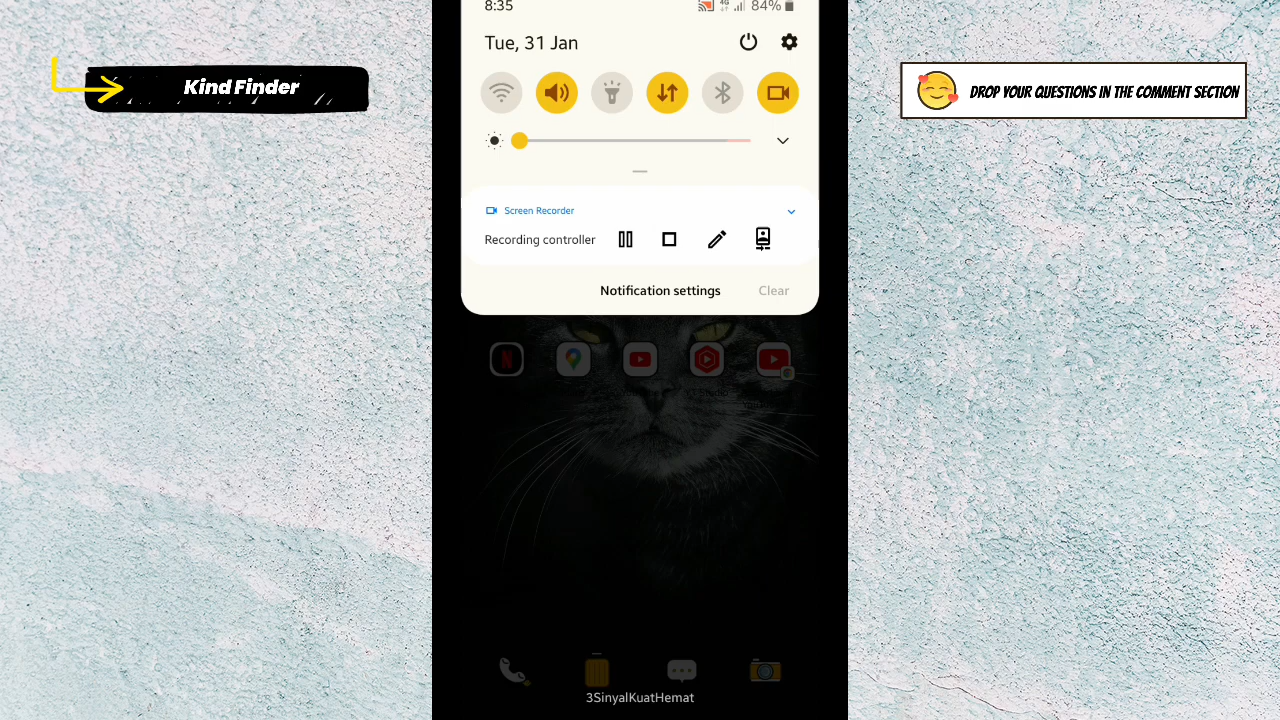 8:35
4G
84%
Tue, 31 Jan
Kind Finder
DROP YOUR QUESTIONS IN THE COMMENT SECTION
Screen Recorder
Recording controller
Notification settings
Clear
3SinyalKuatHemat